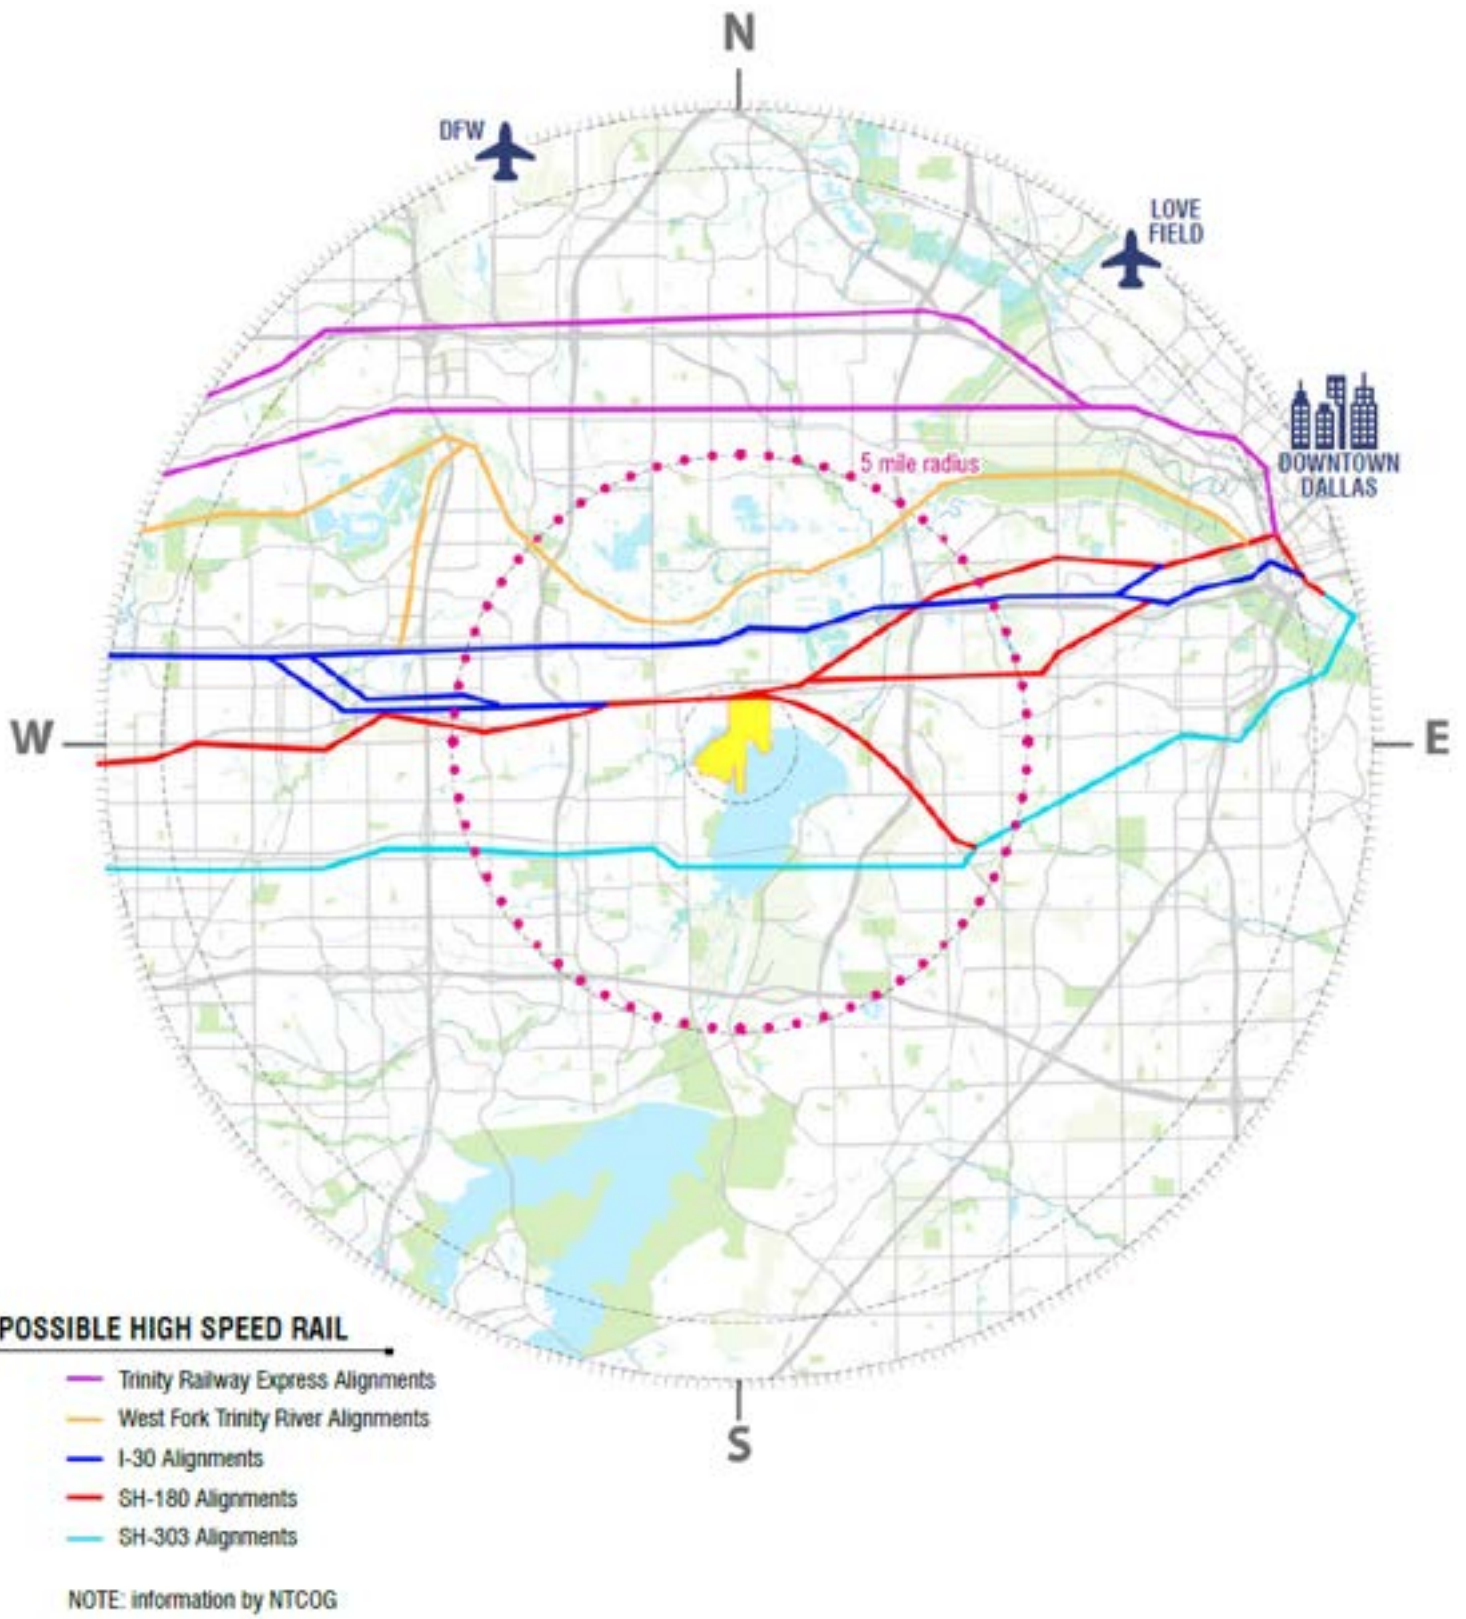 N
DFW
LOVE
FIELD
DOWNTOWN
DALLAS
5 mile radius
W
E
S
POSSIBLE HIGH SPEED RAIL
Trinity Railway Express Alignments
West Fork Trinity River Alignments
I-30 Alignments
SH-180 Alignments
SH-303 Alignments
NOTE: information by NTCOG